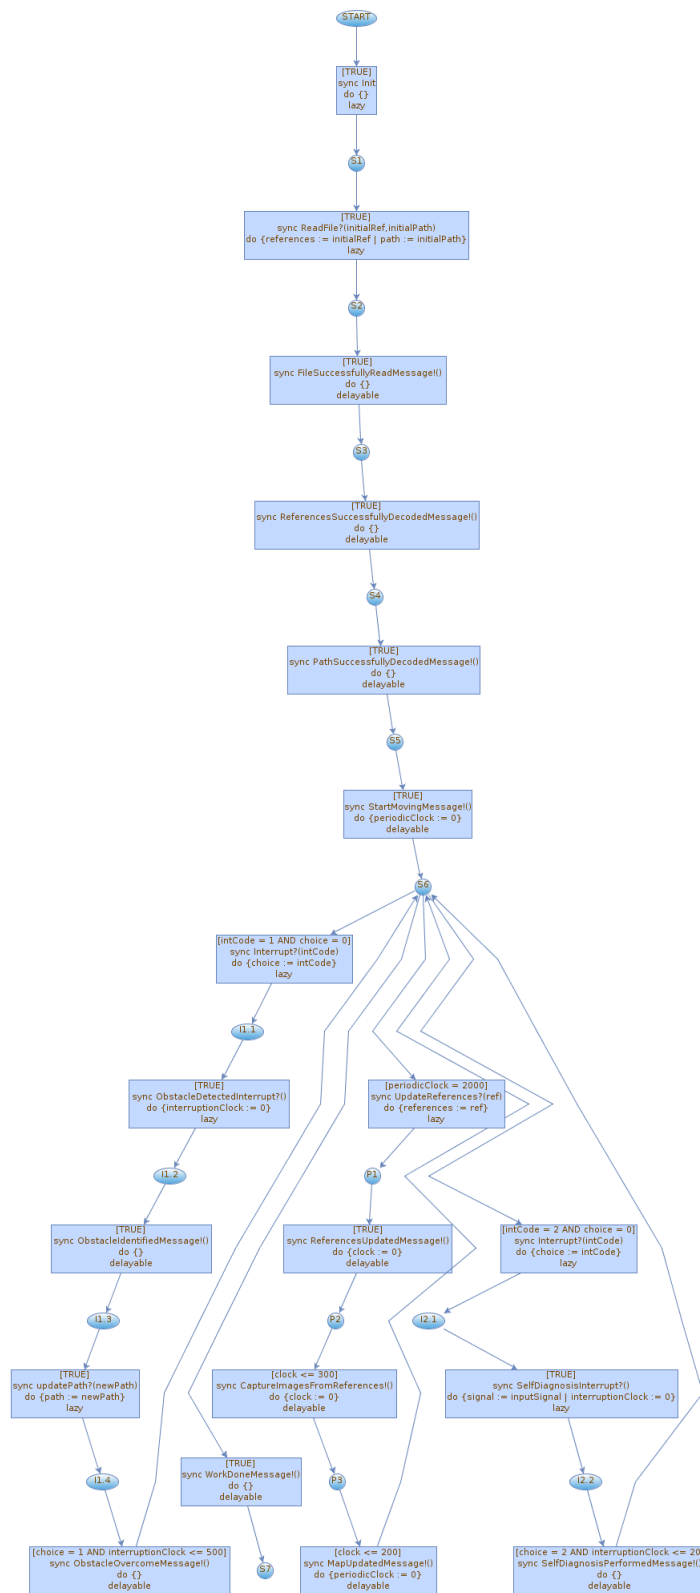 START
[TRUE]
sync Init
do {}
lazy
S1
[TRUE]
sync ReadFile?(initialRef,initialPath)
do {references := initialRef | path := initialPath}
lazy
S2
[TRUE]
sync FileSuccessfullyReadMessage!()
do {}
delayable
S3
[TRUE]
sync ReferencesSuccessfullyDecodedMessage!()
do {}
delayable
S4
[TRUE]
sync PathSuccessfullyDecodedMessage!()
do {}
delayable
S5
[TRUE]
sync StartMovingMessage!()
do {periodicClock := 0}
delayable
S6
[intCode = 1 AND choice = 0]
sync Interrupt?(intCode)
do {choice := intCode}
lazy
I1.1
[TRUE]
sync ObstacleDetectedInterrupt?()
do {interruptionClock := 0}
lazy
[periodicClock = 2000]
sync UpdateReferences?(ref)
do {references := ref}
lazy
I1.2
P1
[TRUE]
sync ObstacleIdentifiedMessage!()
do {}
delayable
[TRUE]
sync ReferencesUpdatedMessage!()
do {clock := 0}
delayable
[intCode = 2 AND choice = 0]
sync Interrupt?(intCode)
do {choice := intCode}
lazy
I1.3
P2
I2.1
[TRUE]
sync updatePath?(newPath)
do {path := newPath}
lazy
[clock <= 300]
sync CaptureImagesFromReferences!()
do {clock := 0}
delayable
[TRUE]
sync SelfDiagnosisInterrupt?()
do {signal := inputSignal | interruptionClock := 0}
lazy
I1.4
[TRUE]
sync WorkDoneMessage!()
do {}
delayable
P3
I2.2
[choice = 1 AND interruptionClock <= 500]
sync ObstacleOvercomeMessage!()
do {}
delayable
S7
[clock <= 200]
sync MapUpdatedMessage!()
do {periodicClock := 0}
delayable
[choice = 2 AND interruptionClock <= 20
sync SelfDiagnosisPerformedMessage!()
do {}
delayable